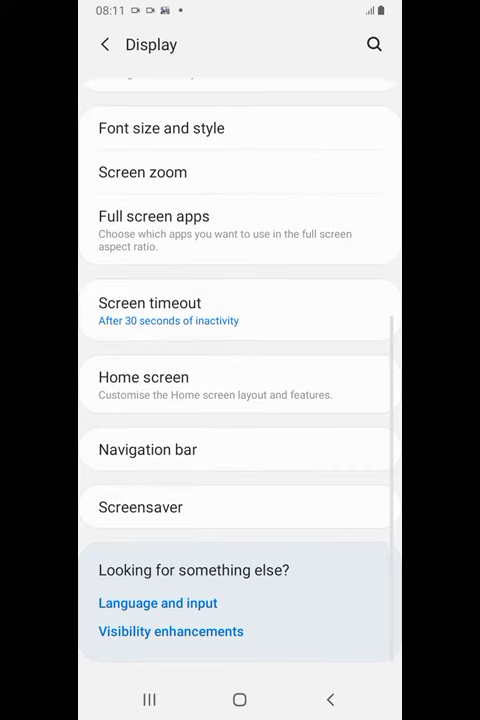 08:11
Display
Font size and style
Screen zoom
Full screen apps
Choose which apps you want to use in the full screen
aspect ratio.
Screen timeout
After 30 seconds of inactivity
Home screen
Customise the Home screen layout and features.
Navigation bar
Screensaver
Looking for something else?
Language and input
Visibility enhancements